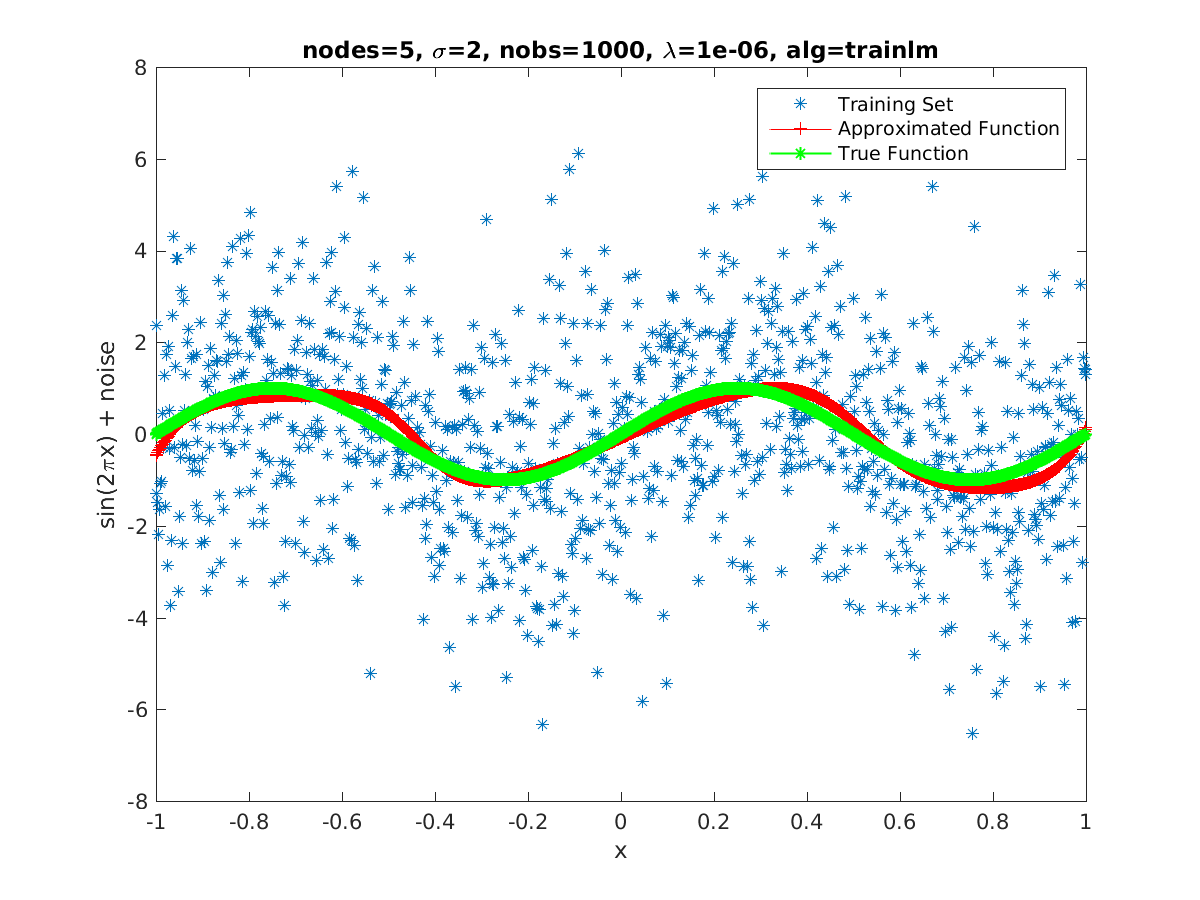 nodes=5, σ=2, nobs=1000, λ=1e-06, alg=trainlm
8
6
4
2
0
-2
-4
-6
-8
sin(2πx) + noise
Training Set
Approximated Function
True Function
-1 -0.8 -0.6 -0.4 -0.2 0 0.2 0.4 0.6 0.8 1
x